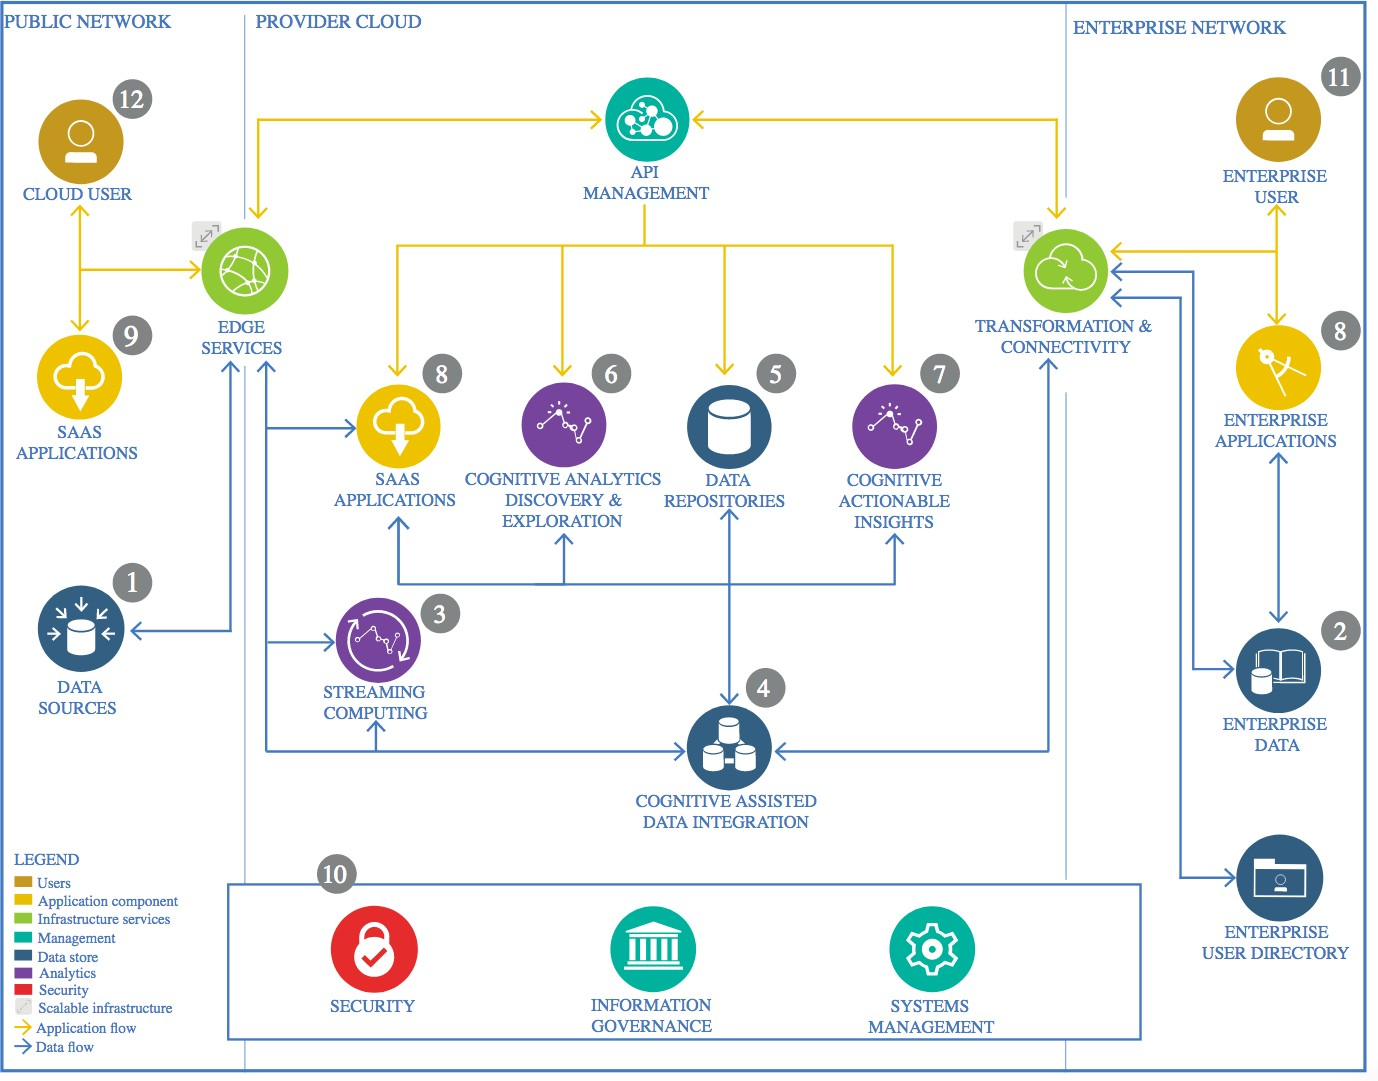 PUBLIC NETWORK
PROVIDER CLOUD
ENTERPRISE NETWORK
12
CLOUD USER
API
MANAGEMENT
11
ENTERPRISE
USER
EDGE
SERVICES
TRANSFORMATION &
CONNECTIVITY
9
SAAS
APPLICATIONS
8
SAAS
APPLICATIONS
6
COGNITIVE ANALYTICS
DISCOVERY &
EXPLORATION
5
DATA
REPOSITORIES
7
COGNITIVE
ACTIONABLE
INSIGHTS
8
ENTERPRISE
APPLICATIONS
1
DATA
SOURCES
3
STREAMING
COMPUTING
4
COGNITIVE ASSISTED
DATA INTEGRATION
2
ENTERPRISE
DATA
ENTERPRISE
USER DIRECTORY
10
SECURITY
INFORMATION
GOVERNANCE
SYSTEMS
MANAGEMENT
LEGEND
Users
Application component
Infrastructure services
Management
Data store
Analytics
Security
Scalable infrastructure
Application flow
Data flow